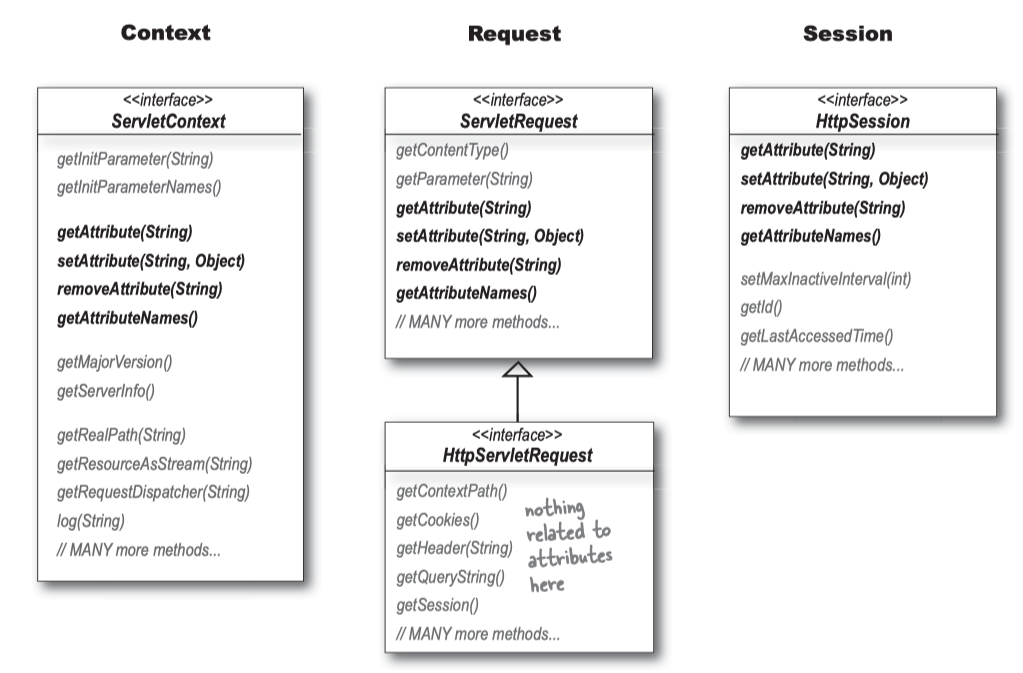 Context
<<interface>>
ServletContext
getInitParameter(String)
getInitParameterNames()
getAttribute(String)
setAttribute(String, Object)
removeAttribute(String)
getAttributeNames()
getMajorVersion()
getServerInfo()
getRealPath(String)
getResourceAsStream(String)
getRequestDispatcher(String)
log(String)
// MANY more methods...
Request
<<interface>>
ServletRequest
getContentType()
getParameter(String)
getAttribute(String)
setAttribute(String, Object)
removeAttribute(String)
getAttributeNames()
// MANY more methods...
<<interface>>
HttpServletRequest
getContextPath()
getCookies()
getHeader(String)
getQueryString()
getSession()
// MANY more methods...
nothing
related to
attributes
here
Session
<<interface>>
HttpSession
getAttribute(String)
setAttribute(String, Object)
removeAttribute(String)
getAttributeNames()
setMaxInactiveInterval(int)
getId()
getLastAccessedTime()
// MANY more methods...